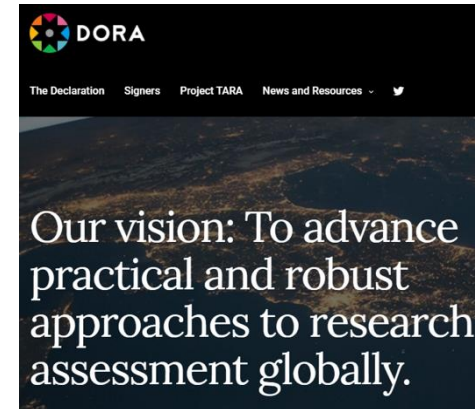 DORA
The Declaration Signers Project TARA News and Resources
Our vision: To advance
practical and robust
approaches to research
assessment globally.